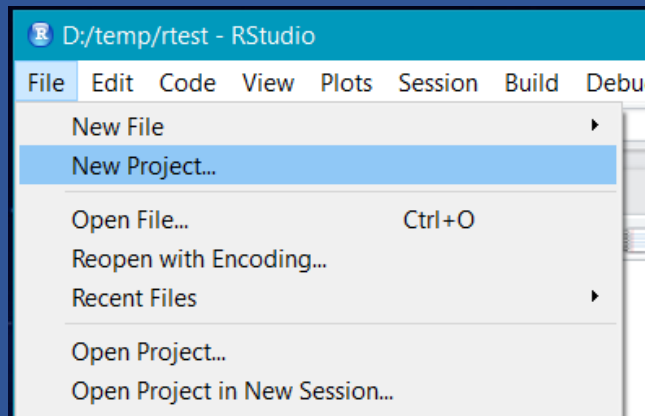 R D:/temp/rtest - RStudio
File Edit Code View Plots Session Build
New File
New Project...
Open File... Ctrl+O
Reopen with Encoding...
Recent Files
Open Project...
Open Project in New Session...